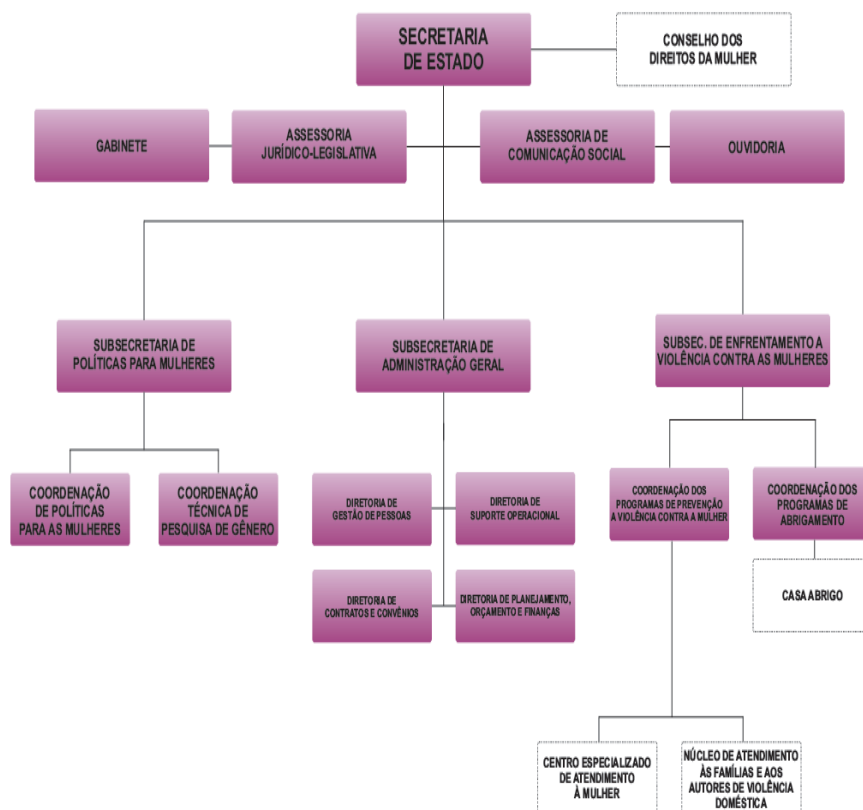 SECRETARIA
DE ESTADO
CONSELHO DOS
DIREITOS DA MULHER
GABINETE
ASSESSORIA
JURÍDICO-LEGISLATIVA
ASSESSORIA DE
COMUNICAÇÃO SOCIAL
OUVIDORIA
SUBSECRETARIA DE
POLÍTICAS PARA MULHERES
SUBSECRETARIA DE
ADMINISTRAÇÃO GERAL
SUBSEC. DE ENFRENTAMENTO A
VIOLÊNCIA CONTRA AS MULHERES
COORDENAÇÃO
DE POLÍTICAS
PARA AS MULHERES
COORDENAÇÃO
TÉCNICA DE
PESQUISA DE GÊNERO
DIRETORIA DE
GESTÃO DE PESSOAS
DIRETORIA DE
SUPORTE OPERACIONAL
COORDENAÇÃO DOS
PROGRAMAS DE PREVENÇÃO
A VIOLÊNCIA CONTRA A MULHER
COORDENAÇÃO DOS
PROGRAMAS DE
ABRIGAMENTO
DIRETORIA DE
CONTRATOS E CONVÊNIOS
DIRETORIA DE PLANEJAMENTO,
ORÇAMENTO E FINANÇAS
CASA ABRIGO
CENTRO ESPECIALIZADO
DE ATENDIMENTO
À MULHER
NÚCLEO DE ATENDIMENTO
ÀS FAMÍLIAS E AOS
AUTORES DE VIOLÊNCIA
DOMÉSTICA